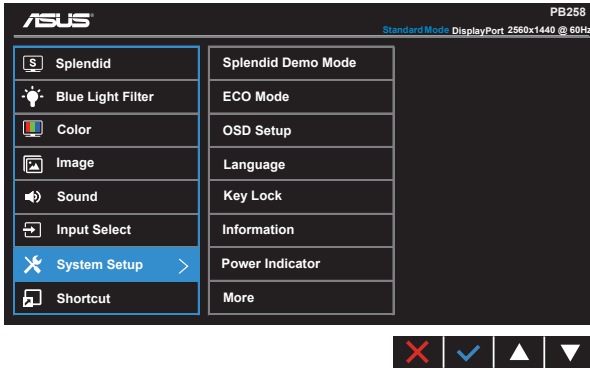 ASUS
PB258
Standard Mode DisplayPort 2560x1440 @ 60Hz
S Splendid
Blue Light Filter
Color
Image
Sound
Input Select
System Setup >
Shortcut
Splendid Demo Mode
ECO Mode
OSD Setup
Language
Key Lock
Information
Power Indicator
More